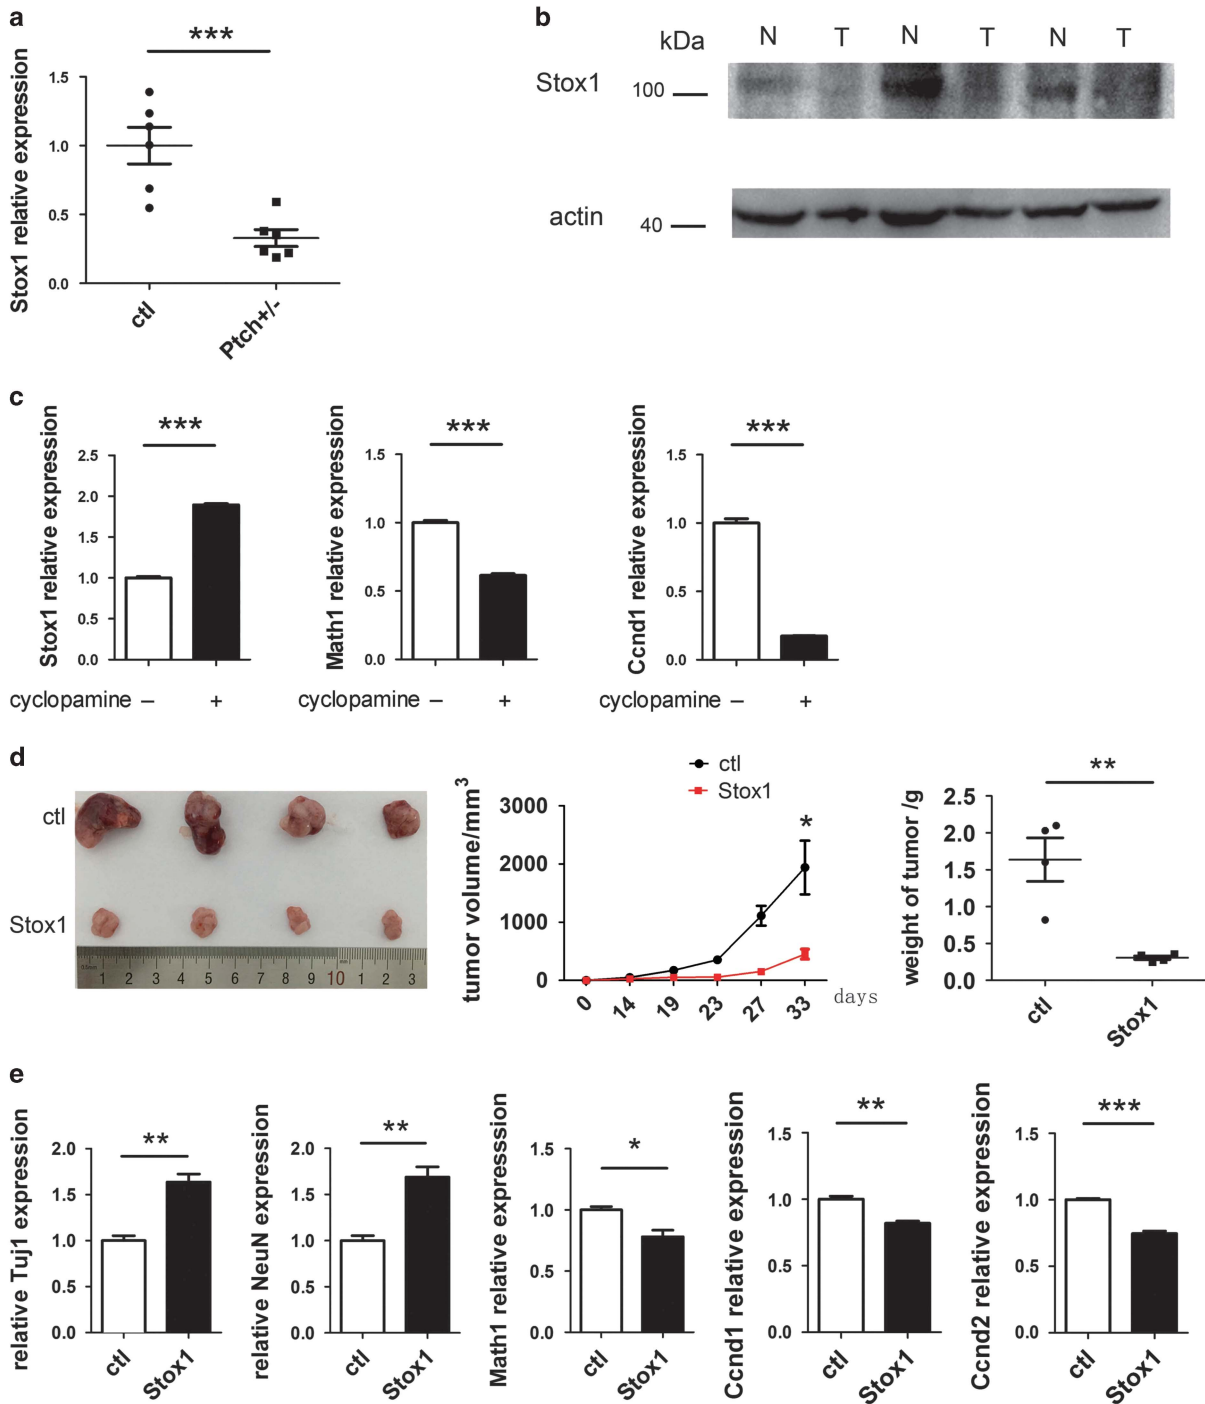 a
***
Stox1 relative expression
1.5
1.0
0.5
0.0
ctl
Ptch+/-
b
kDa N T N T N T
Stox1 100
actin 40
c
***
Stox1 relative expression
2.5
2.0
1.5
1.0
0.5
0.0
cyclopamine – +
***
Math1 relative expression
1.5
1.0
0.5
0.0
cyclopamine – +
***
Ccnd1 relative expression
1.5
1.0
0.5
0.0
cyclopamine – +
d
ctl
Stox1
1 2 3 4 5 6 7 8 9 10 1 2 3
ctl
Stox1
tumor volume/mm³
3000
2000
1000
0
*
0 14 19 23 27 33 days
**
weight of tumor /g
2.5
2.0
1.5
1.0
0.5
0.0
ctl
Stox1
e
**
relative Tuj1 expression
2.0
1.5
1.0
0.5
0.0
ctl
Stox1
**
relative NeuN expression
2.0
1.5
1.0
0.5
0.0
ctl
Stox1
*
Math1 relative expression
1.5
1.0
0.5
0.0
ctl
Stox1
**
Ccnd1 relative expression
1.5
1.0
0.5
0.0
ctl
Stox1
***
Ccnd2 relative expression
1.5
1.0
0.5
0.0
ctl
Stox1